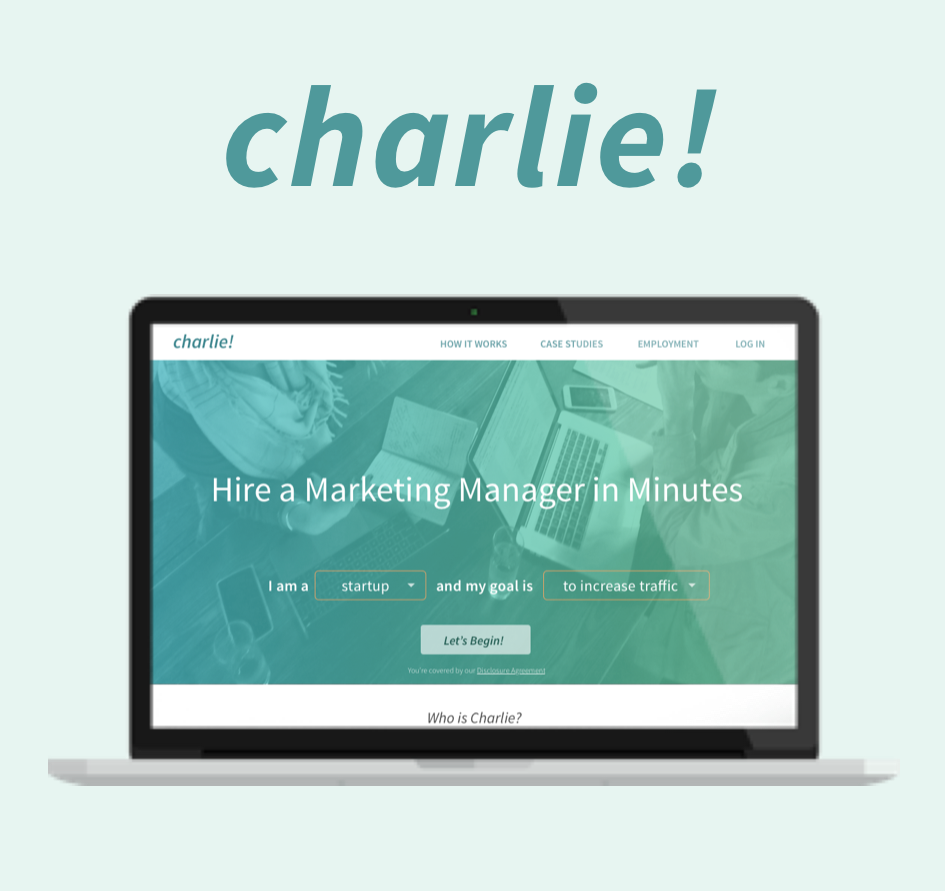 charlie!
charlie!
HOW IT WORKS CASE STUDIES EMPLOYMENT LOG IN
Hire a Marketing Manager in Minutes
I am a startup and my goal is to increase traffic
Let's Begin!
You're covered by our Disclosure Agreement
Who is Charlie?